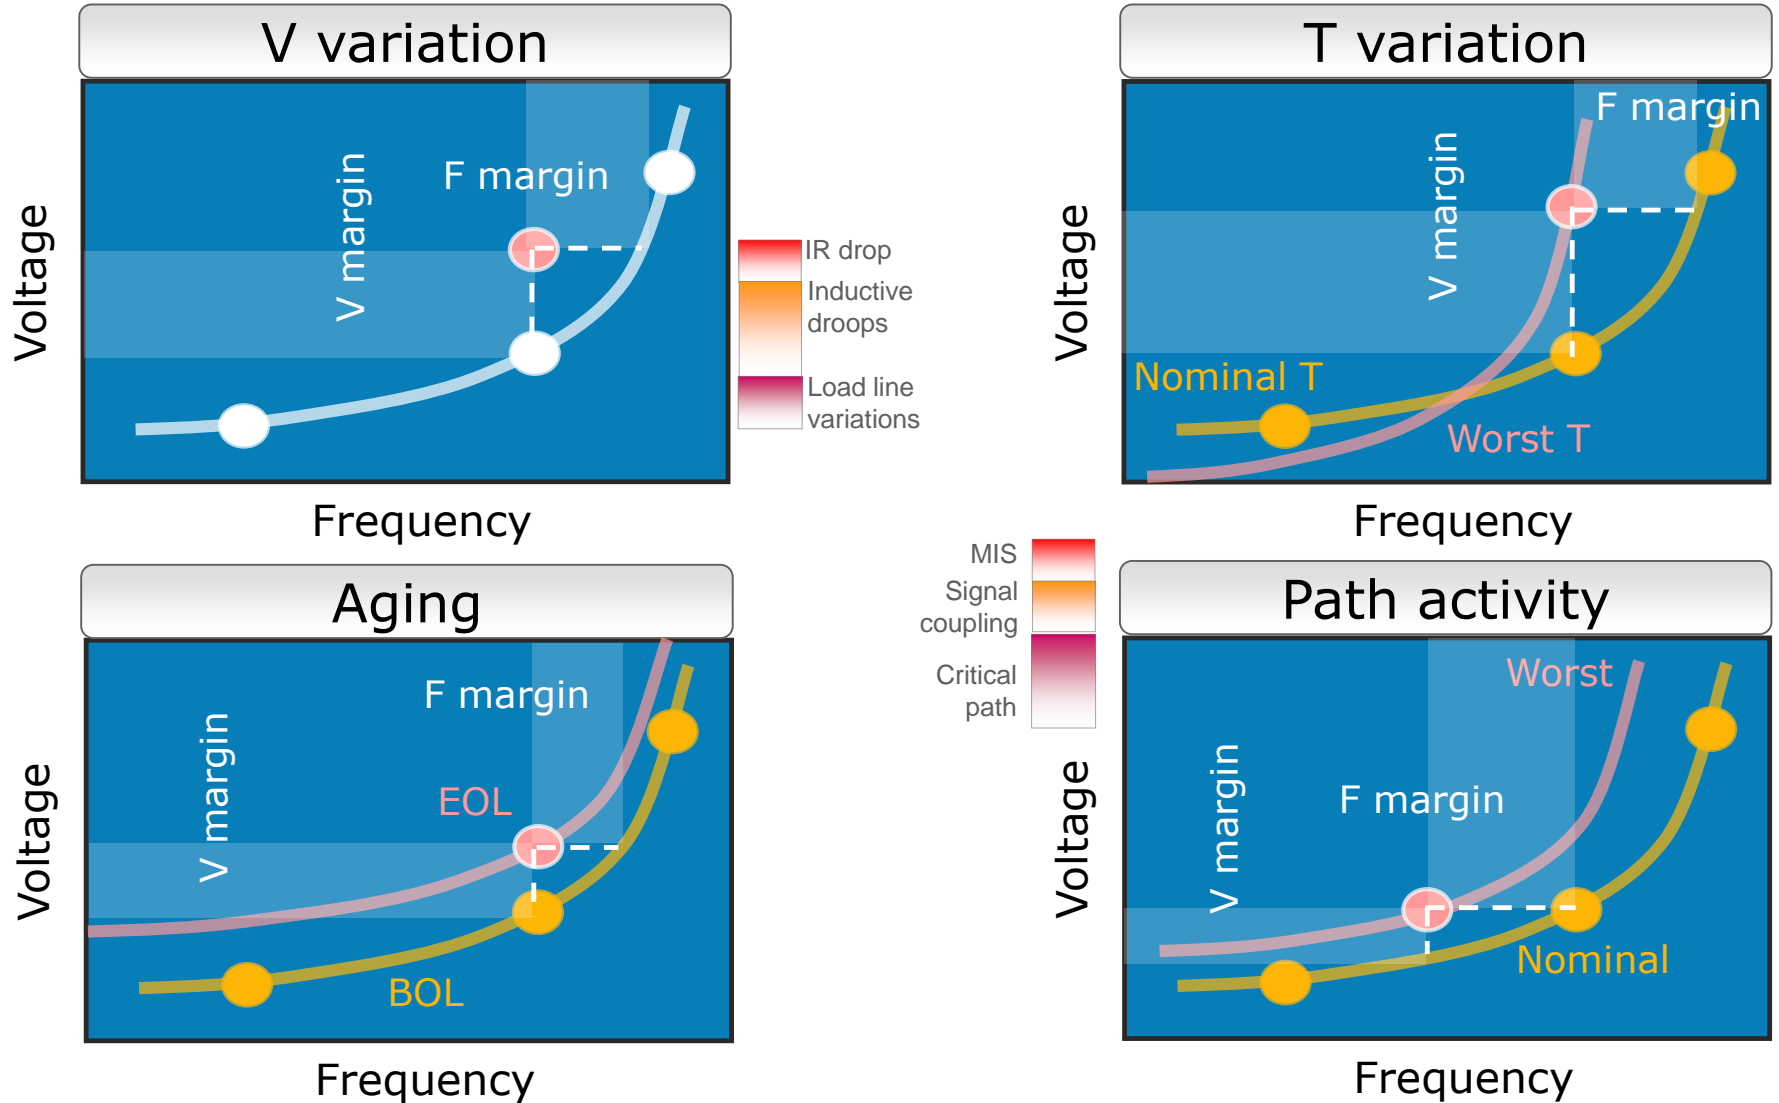 V variation
Voltage
V margin
F margin
Frequency
IR drop
Inductive
droops
Load line
variations
T variation
Voltage
V margin
F margin
Nominal T
Worst T
Frequency
Aging
Voltage
V margin
F margin
EOL
BOL
Frequency
MIS
Signal
coupling
Critical
path
Path activity
Voltage
V margin
F margin
Worst
Nominal
Frequency